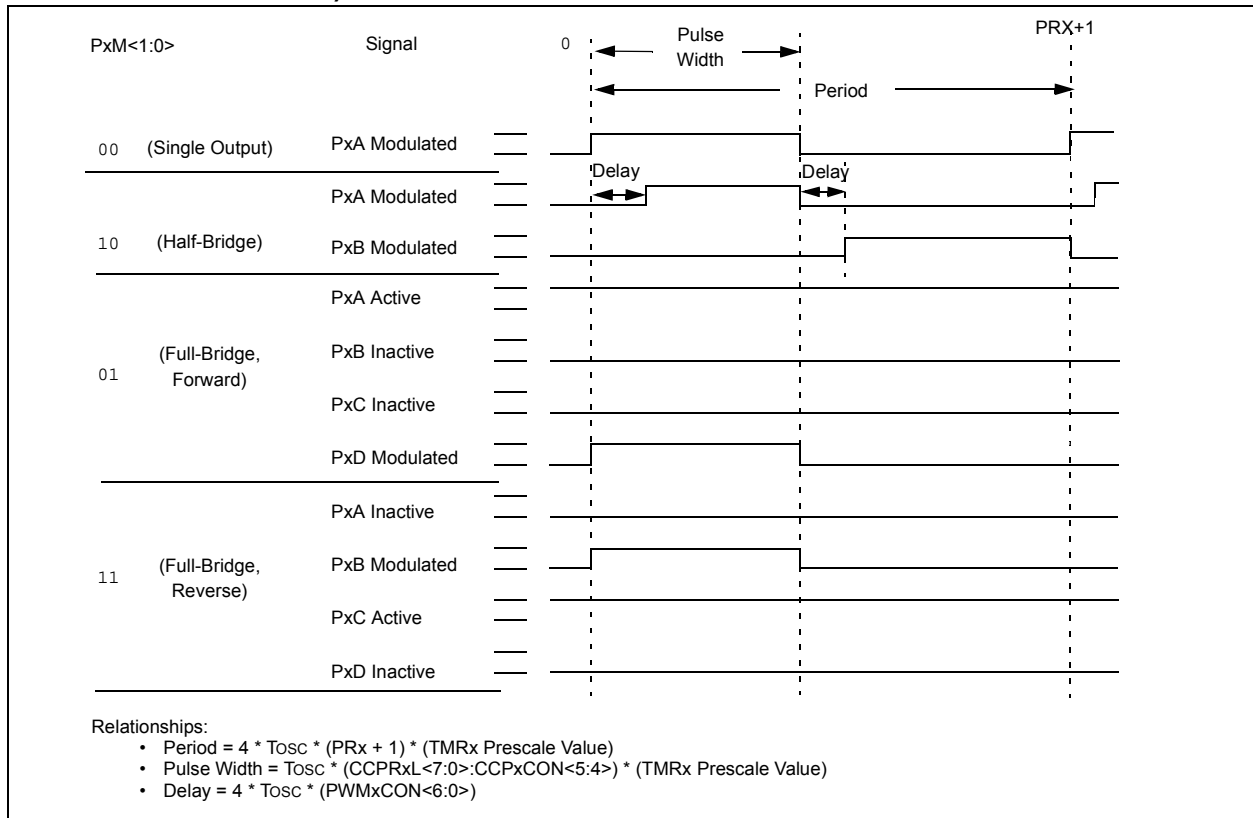 PxM<1:0>
Signal
0
Pulse
Width
PRX+1
Period
00 (Single Output) PxA Modulated
Delay Delay
PxA Modulated
10 (Half-Bridge) PxB Modulated
PxA Active
(Full-Bridge, PxB Inactive
01 Forward)
PxC Inactive
PxD Modulated
PxA Inactive
11 (Full-Bridge, PxB Modulated
Reverse)
PxC Active
PxD Inactive
Relationships:
• Period = 4 * TOSC * (PRx + 1) * (TMRx Prescale Value)
• Pulse Width = TOSC * (CCPRxL<7:0>:CCPxCON<5:4>) * (TMRx Prescale Value)
• Delay = 4 * TOSC * (PWMxCON<6:0>)